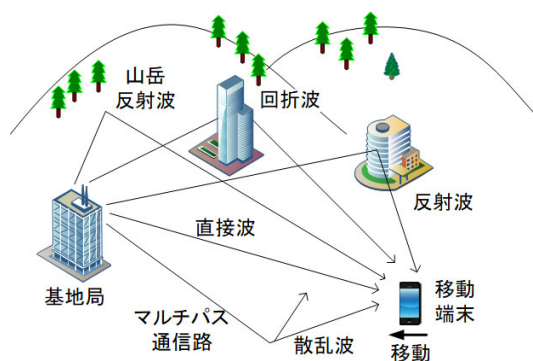 山岳
反射波
回折波
反射波
直接波
基地局
マルチパス
通信路
散乱波
移動
端末
移動